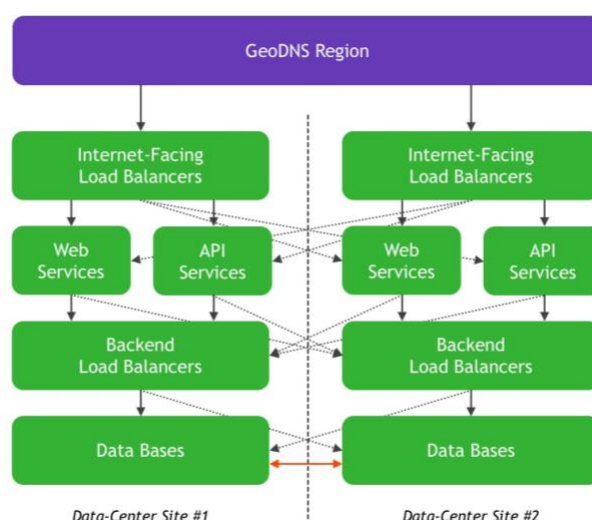 GeoDNS Region
Internet-Facing
Load Balancers
Internet-Facing
Load Balancers
Web
Services
API
Services
Web
Services
API
Services
Backend
Load Balancers
Backend
Load Balancers
Data Bases
Data Bases
Data-Center Site #1
Data-Center Site #2